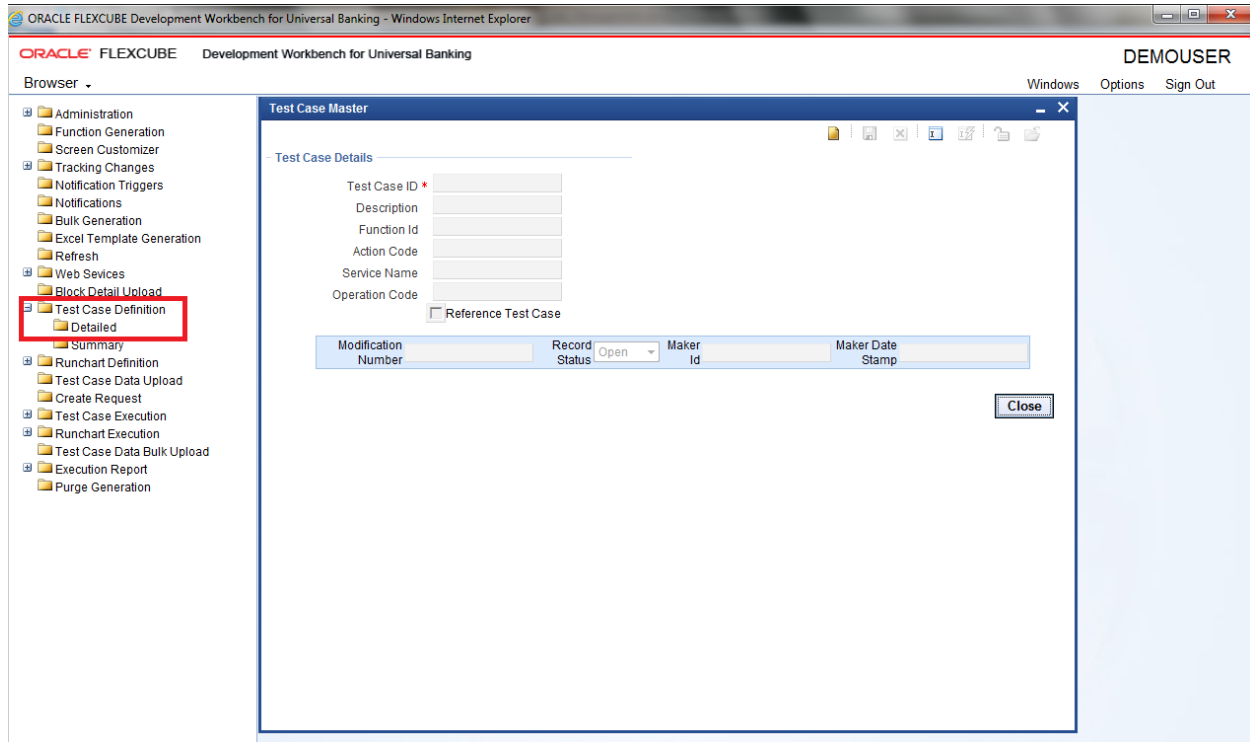 ORACLE FLEXCUBE Development Workbench for Universal Banking - Windows Internet Explorer
ORACLE FLEXCUBE Development Workbench for Universal Banking
DEMOUSER
Browser
Windows Options Sign Out
Administration
Function Generation
Screen Customizer
Tracking Changes
Notification Triggers
Notifications
Bulk Generation
Excel Template Generation
Refresh
Web Sevices
Block Detail Upload
Test Case Definition
Detailed
Summary
Runchart Definition
Test Case Data Upload
Create Request
Test Case Execution
Runchart Execution
Test Case Data Bulk Upload
Execution Report
Purge Generation
Test Case Master
Test Case Details
Test Case ID *
Description
Function Id
Action Code
Service Name
Operation Code
Reference Test Case
Modification Number
Record Status Open
Maker Id
Maker Date Stamp
Close